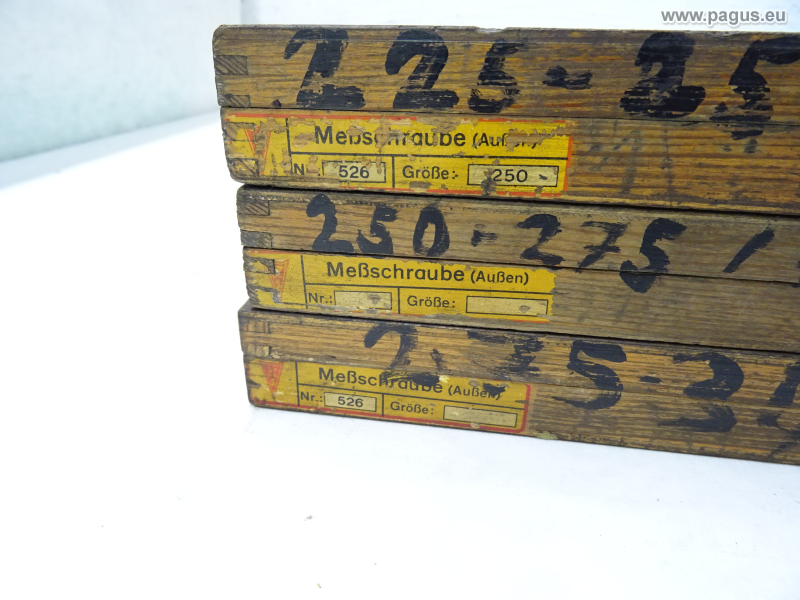 www.pagus.eu
225-25
Meßschraube (Außen)
Nr.: 526 Größe: 250
250-275
Meßschraube (Außen)
Nr.: Größe:
Meßschraube (Außen)
Nr.: 526 Größe: